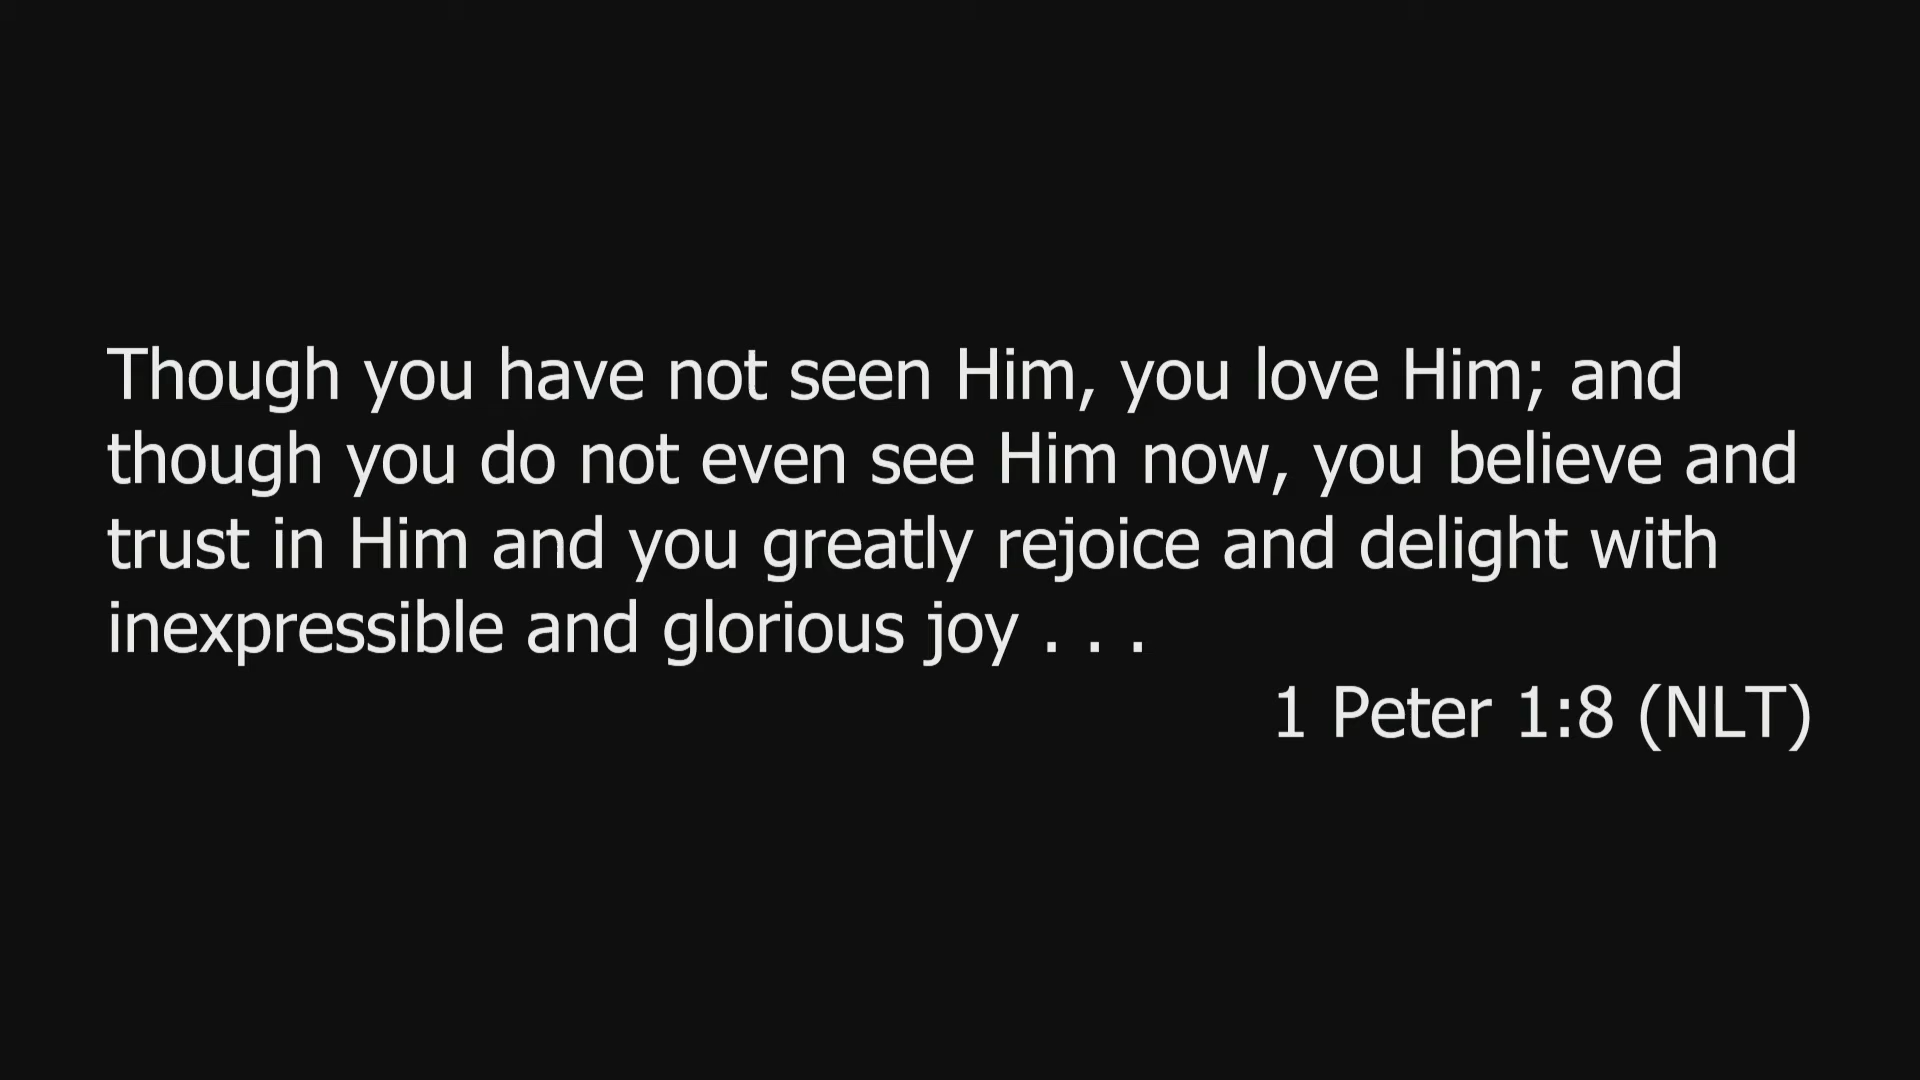 Though you have not seen Him, you love Him; and
though you do not even see Him now, you believe and
trust in Him and you greatly rejoice and delight with
inexpressible and glorious joy . . .
1 Peter 1:8 (NLT)